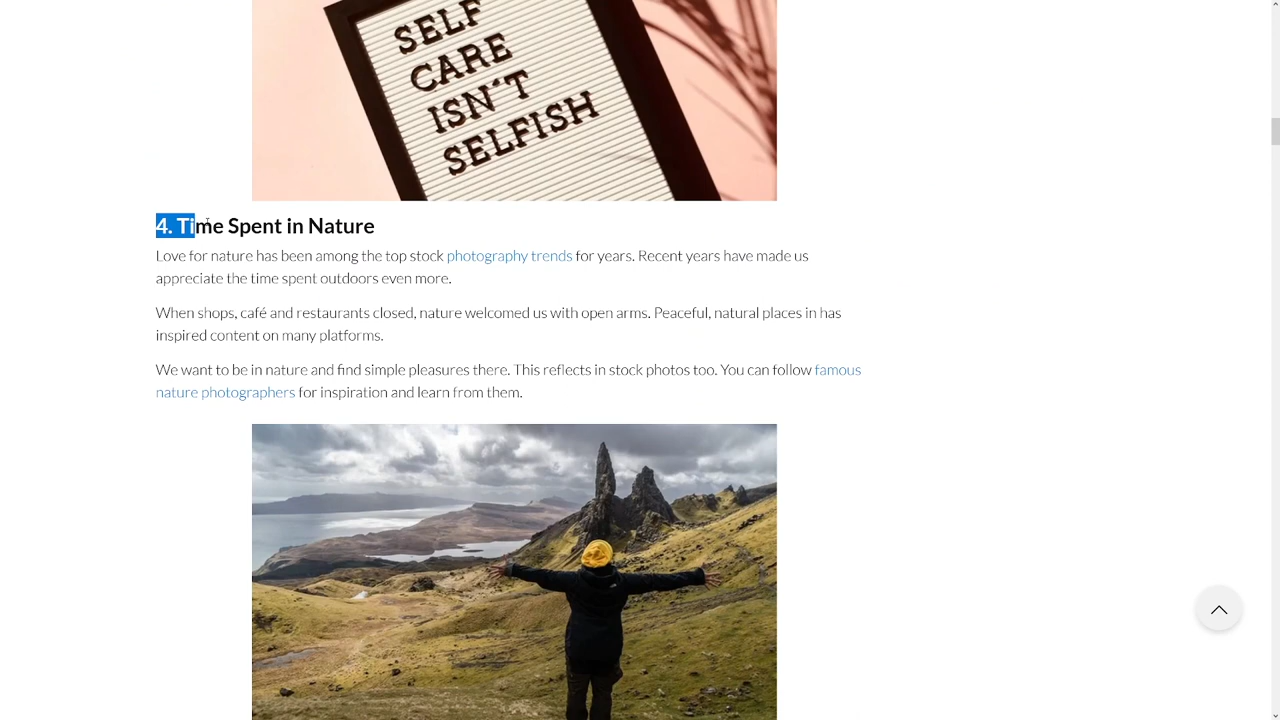 SELF
CARE
ISN'T
SELFISH
4. Time Spent in Nature
Love for nature has been among the top stock photography trends for years. Recent years have made us
appreciate the time spent outdoors even more.
When shops, café and restaurants closed, nature welcomed us with open arms. Peaceful, natural places in has
inspired content on many platforms.
We want to be in nature and find simple pleasures there. This reflects in stock photos too. You can follow famous
nature photographers for inspiration and learn from them.